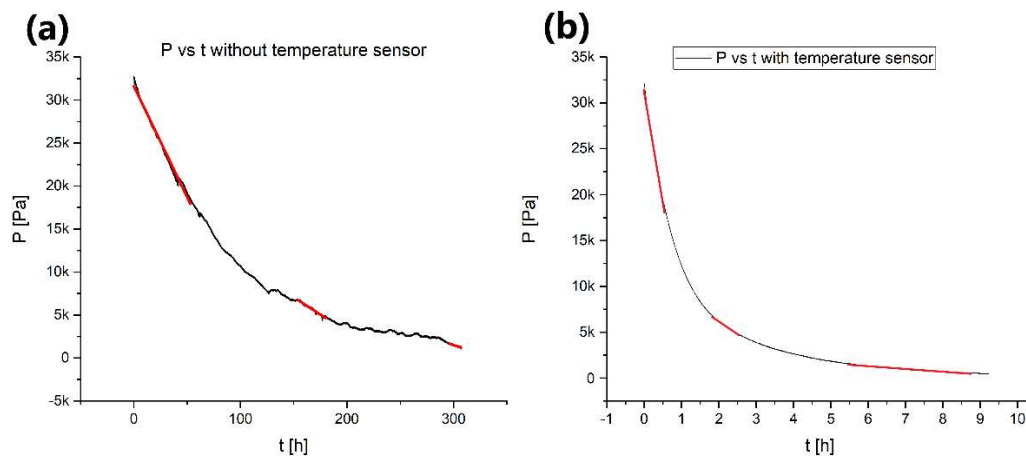 (a)
P vs t without temperature sensor
35k
30k
25k
20k
15k
10k
5k
0
-5k
P [Pa]
0 100 200 300
t [h]
(b)
P vs t with temperature sensor
35k
30k
25k
20k
15k
10k
5k
0
P [Pa]
-1 0 1 2 3 4 5 6 7 8 9 10
t [h]